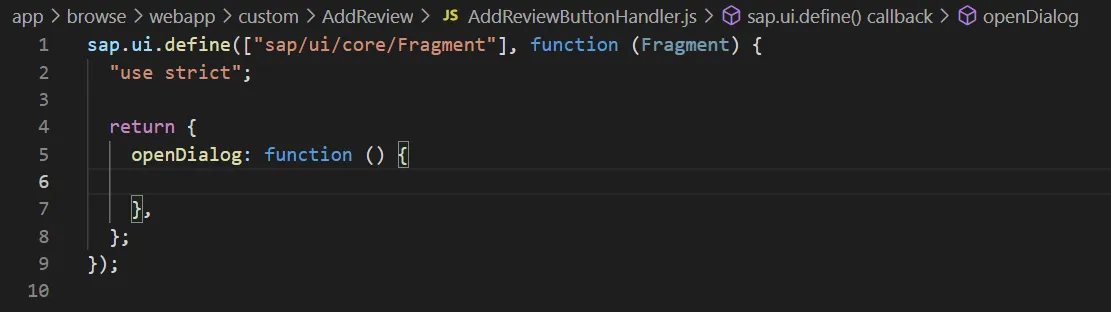 app > browse > webapp > custom > AddReview > JS AddReviewButtonHandler.js > sap.ui.define() callback > openDialog
1 sap.ui.define(["sap/ui/core/Fragment"], function (Fragment) {
2   "use strict";
3
4   return {
5     openDialog: function () {
6
7     },
8   };
9 });
10